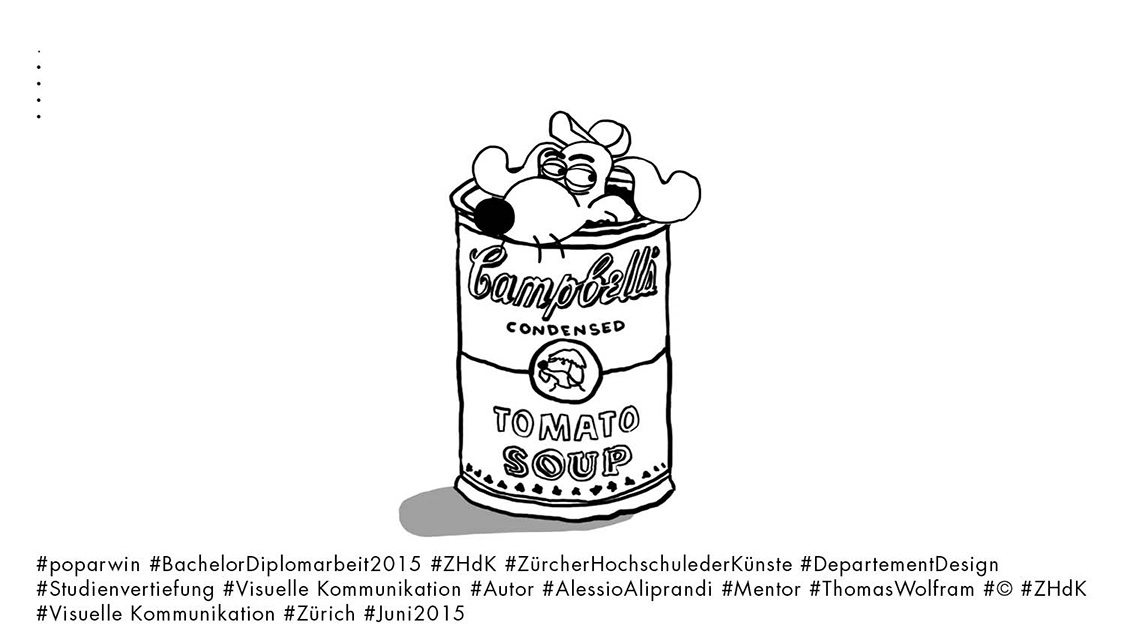 Campbell's
CONDENSED
TOMATO
SOUP
#poparwin #BachelorDiplomarbeit2015 #ZHdK #ZürcherHochschulederKünste #DepartementDesign
#Studienvertiefung #Visuelle Kommunikation #Autor #AlessioAliprandi #Mentor #ThomasWolfram #© #ZHdK
#Visuelle Kommunikation #Zürich #Juni2015